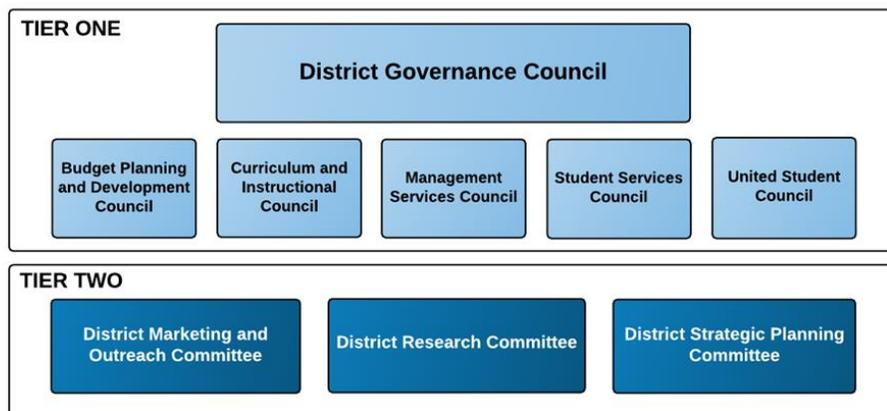 TIER ONE
District Governance Council
Budget Planning
and Development
Council
Curriculum and
Instructional
Council
Management
Services Council
Student Services
Council
United Student
Council
TIER TWO
District Marketing and
Outreach Committee
District Research Committee
District Strategic Planning
Committee